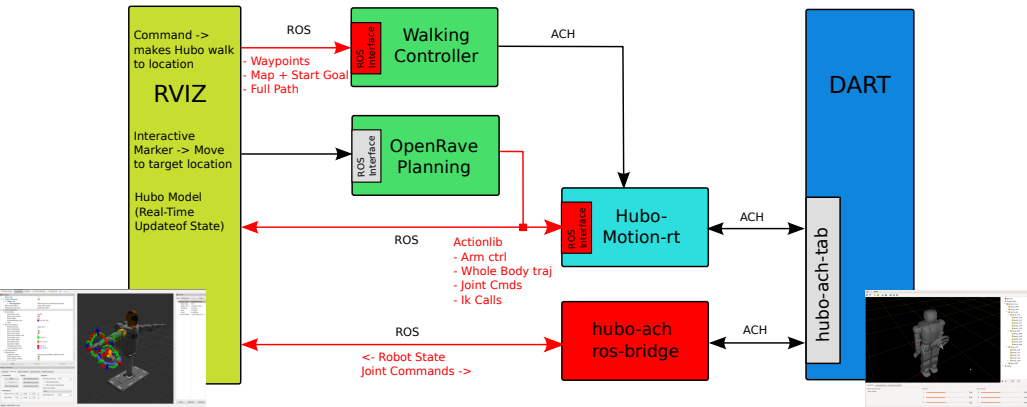 Command ->
makes Hubo walk
to location
RVIZ
Interactive
Marker -> Move
to target location
Hubo Model
(Real-Time
Updateof State)
ROS
- Waypoints
- Map + Start Goal
- Full Path
ROS
Interface
Walking
Controller
ACH
ROS
Interface
OpenRave
Planning
ROS
Actionlib
- Arm ctrl
- Whole Body traj
- Joint Cmds
- Ik Calls
ROS
Interface
Hubo-
Motion-rt
ACH
ROS
<- Robot State
Joint Commands ->
hubo-ach
ros-bridge
ACH
DART
hubo-ach-tab